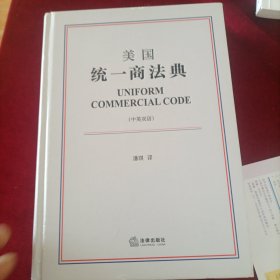 美国
统一商法典
UNIFORM
COMMERCIAL CODE
（中英双语）
潘琪 译
法律出版社